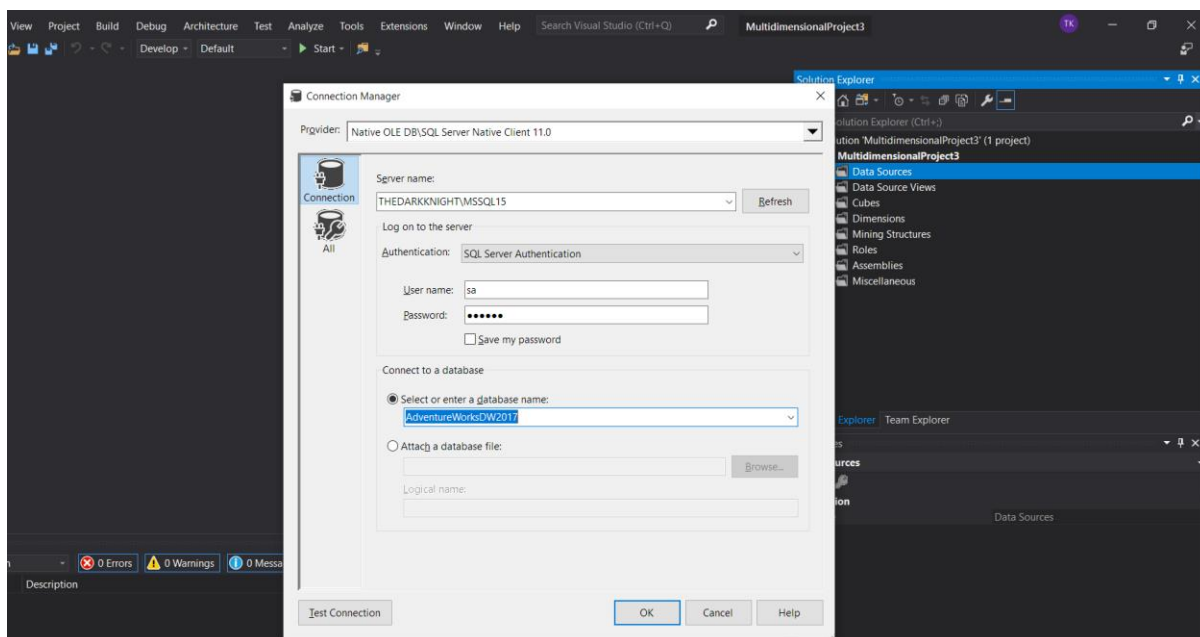 View Project Build Debug Architecture Test Analyze Tools Extensions Window Help Search Visual Studio (Ctrl+Q) MultidimensionalProject3 TK
Develop Default Start
Solution Explorer
Connection Manager
olution Explorer (Ctrl+;)
Provider: Native OLE DB\SQL Server Native Client 11.0
ution 'MultidimensionalProject3' (1 project)
MultidimensionalProject3
Data Sources
Data Source Views
Cubes
Dimensions
Mining Structures
Roles
Assemblies
Miscellaneous
Connection
All
Server name:
THEDARKKNIGHT\MSSQL15 Refresh
Log on to the server
Authentication: SQL Server Authentication
User name: sa
Password: ••••••
Save my password
Connect to a database
Select or enter a database name:
AdventureWorksDW2017
Attach a database file:
Browse...
Logical name:
Explorer Team Explorer
es
urces
ion
Data Sources
n 0 Errors 0 Warnings 0 Messa
Description
Test Connection OK Cancel Help